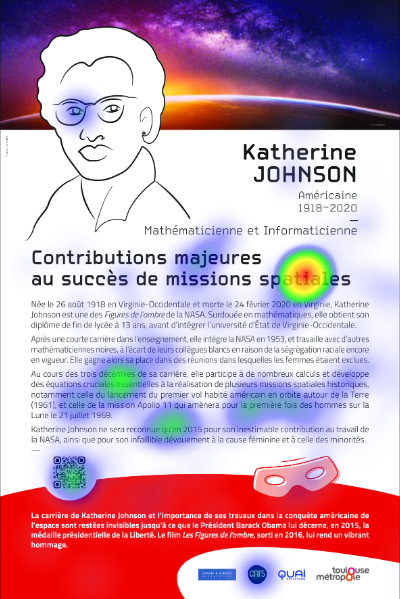 Katherine
JOHNSON
Américaine
1918-2020
Mathématicienne et Informaticienne
Contributions majeures
au succès de missions spatiales
Née le 26 août 1918 en Virginie-Occidentale et morte le 24 février 2020 en Virginie, Katherine
Johnson est une des Figures de l'ombre de la NASA. Surdouée en mathématiques, elle obtient son
diplôme de fin de lycée à 13 ans, avant d'intégrer l'université d'État de Virginie-Occidentale.
Après une courte carrière dans l'enseignement, elle intègre la NASA en 1953, et travaille avec d'autres
mathématiciennes noires, à l'écart de leurs collègues blancs en raison de la ségrégation raciale encore
en vigueur. Elle gagne alors sa place dans des réunions dans lesquelles les femmes étaient exclues.
Au cours des trois décennies de sa carrière, elle participe à de nombreux calculs et développe
des équations cruciales essentielles à la réalisation de plusieurs missions spatiales historiques,
notamment celle du lancement du premier vol habité américain en orbite autour de la Terre
(1961), et celle de la mission Apollo 11 qui amènera pour la première fois des hommes sur la
Lune le 21 juillet 1969.
Katherine Johnson ne sera reconnue qu'en 2015 pour son inestimable contribution au travail de
la NASA, ainsi que pour son infaillible dévouement à la cause féminine et à celle des minorités.
La carrière de Katherine Johnson et l'importance de ses travaux dans la conquête américaine de
l'espace sont restées invisibles jusqu'à ce que le Président Barack Obama lui décerne, en 2015, la
médaille présidentielle de la Liberté. Le film Les Figures de l'ombre, sorti en 2016, lui rend un vibrant
hommage.
cnrs
QUAI
toulouse
métropole